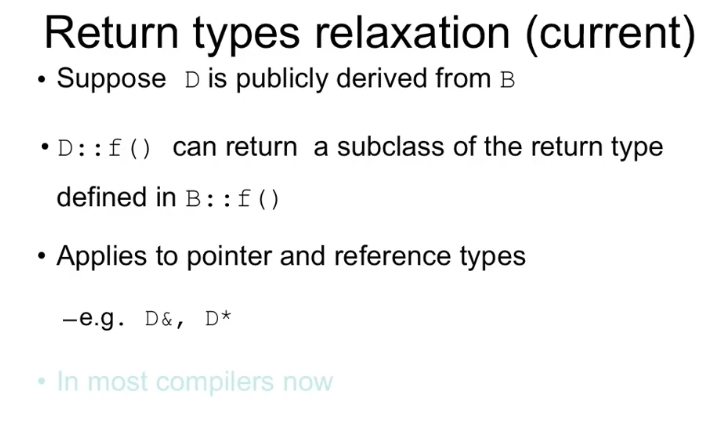 Return types relaxation (current)
• Suppose D is publicly derived from B
• D::f() can return a subclass of the return type
defined in B::f()
• Applies to pointer and reference types
–e.g. D&, D*
• In most compilers now